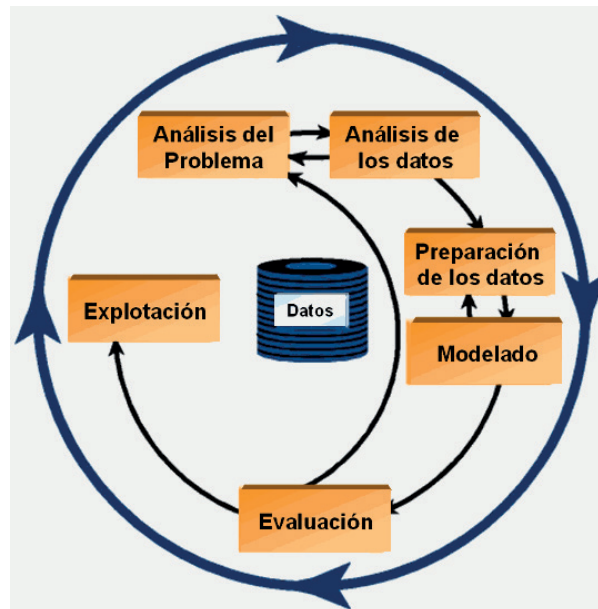 Análisis del
Problema
Análisis de
los datos
Preparación
de los datos
Explotación
Datos
Modelado
Evaluación